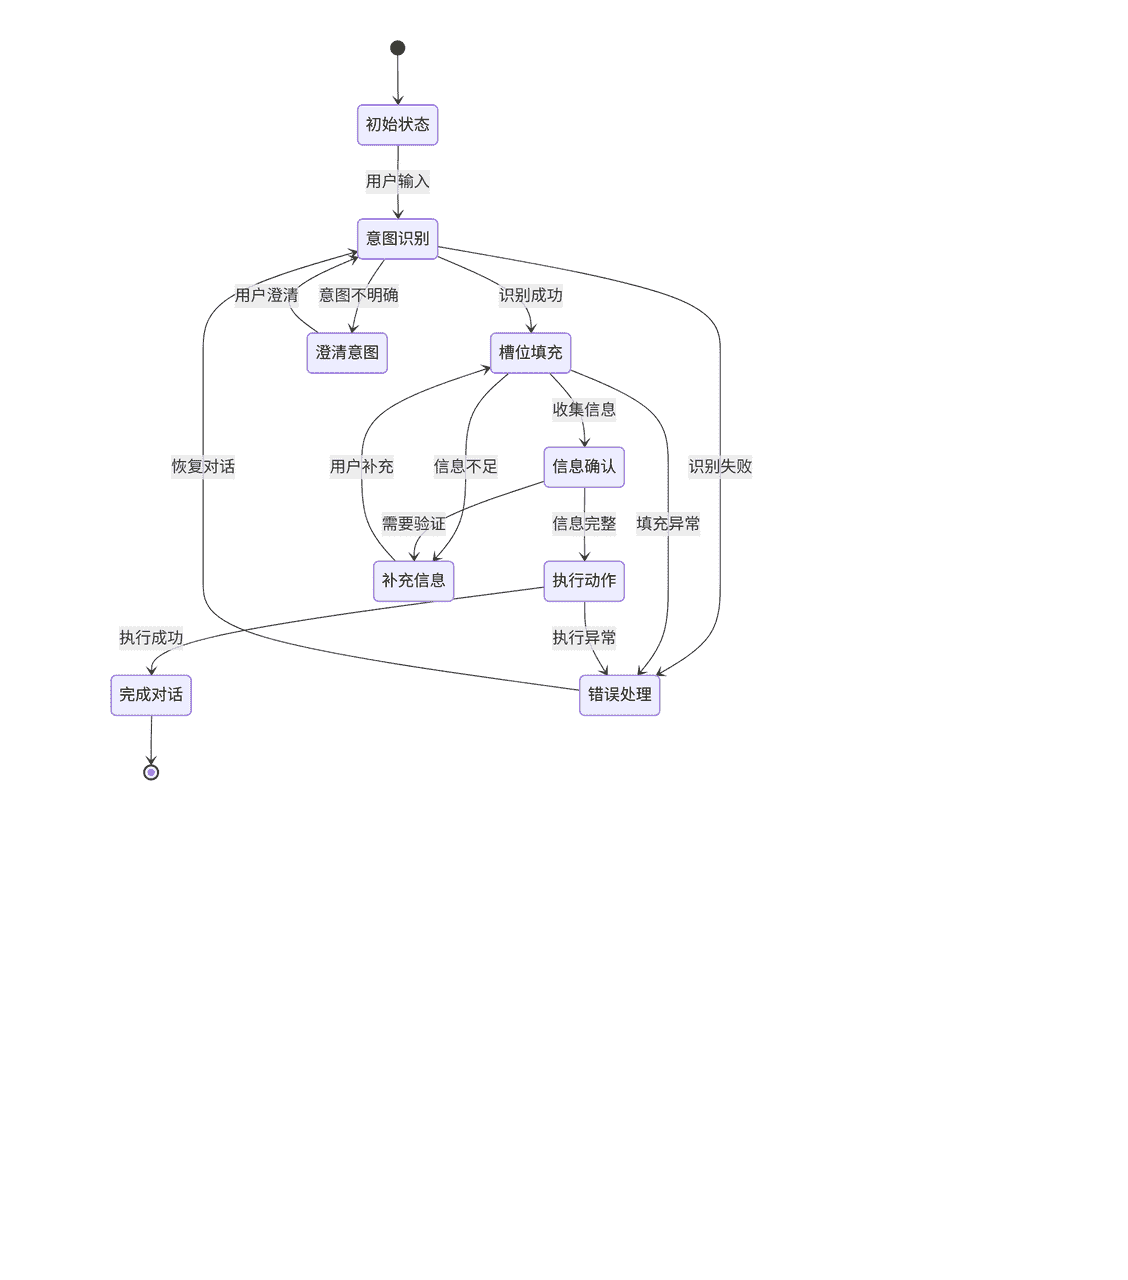 初始状态
用户输入
意图识别
用户澄清
意图不明确
识别成功
澄清意图
槽位填充
收集信息
恢复对话
用户补充
信息不足
信息确认
识别失败
需要验证
信息完整
填充异常
补充信息
执行动作
执行成功
执行异常
完成对话
错误处理